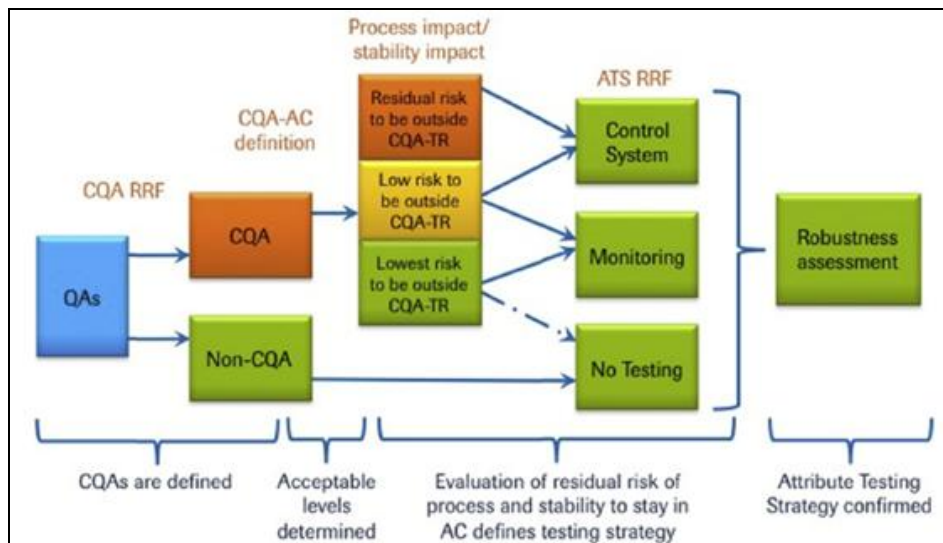 Process impact/
stability impact
ATS RRF
CQA-AC
definition
CQA RRF
QAs
CQA
Non-CQA
Residual risk
to be outside
CQA-TR
Low risk to
be outside
CQA-TR
Lowest risk
to be outside
CQA-TR
Control
System
Monitoring
No Testing
Robustness
assessment
CQAs are defined
Acceptable
levels
determined
Evaluation of residual risk of
process and stability to stay in
AC defines testing strategy
Attribute Testing
Strategy confirmed